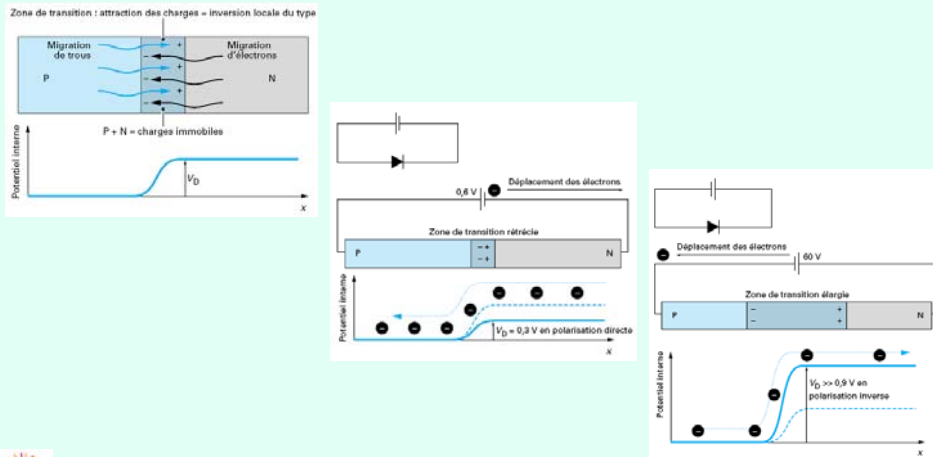 Zone de transition : attraction des charges = inversion locale du type
Migration
de trous
Migration
d'électrons
P
N
+
−
+
−
+
−
P + N = charges immobiles
Potentiel interne
V_D
x
0,6 V
−
Déplacement des électrons
Zone de transition rétrécie
P
− +
− +
N
Potentiel interne
− − −
−
− − −
V_D = 0,3 V en polarisation directe
x
−
Déplacement des électrons
60 V
Zone de transition élargie
P
− +
− +
N
Potentiel interne
− −
−
− −
V_D >> 0,9 V en
polarisation inverse
x